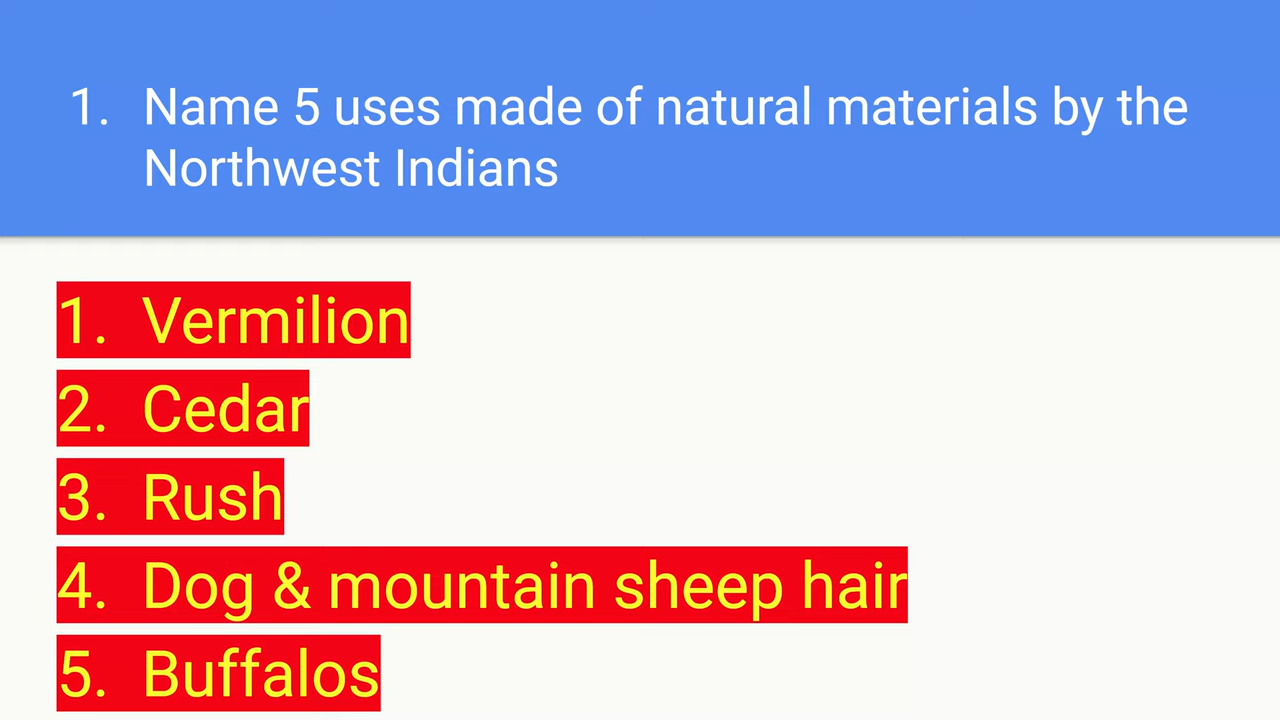 1. Name 5 uses made of natural materials by the
Northwest Indians
1. Vermilion
2. Cedar
3. Rush
4. Dog & mountain sheep hair
5. Buffalos